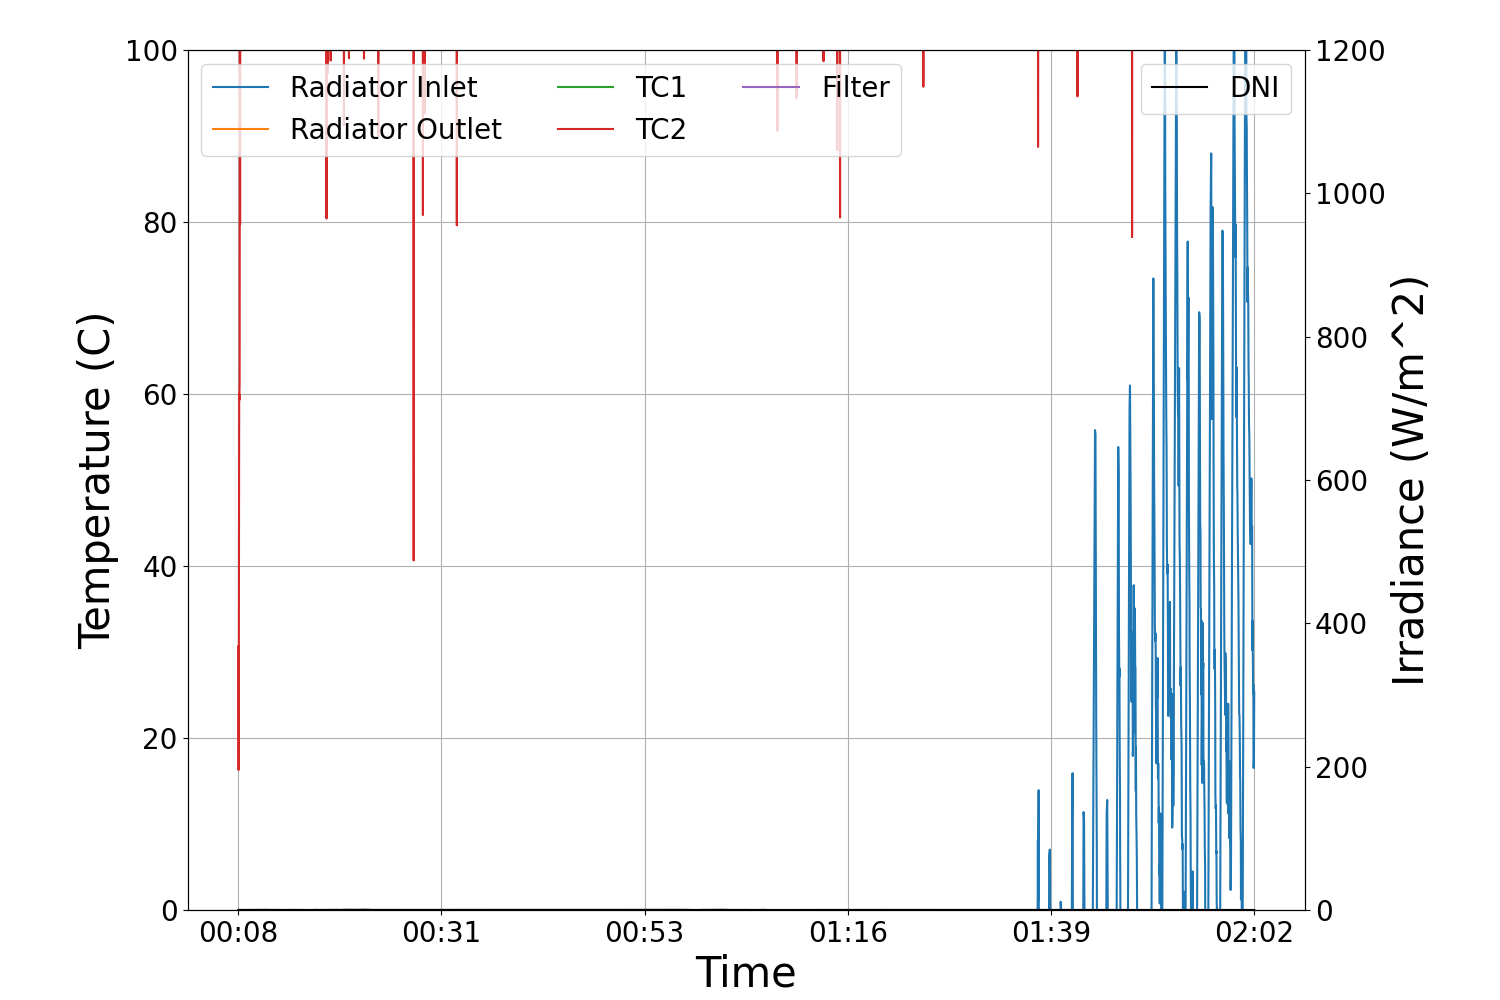 100
80
60
40
20
0
Temperature (C)
Radiator Inlet
Radiator Outlet
TC1
TC2
Filter
DNI
1200
1000
800
600
400
200
0
Irradiance (W/m^2)
00:08 00:31 00:53 01:16 01:39 02:02
Time